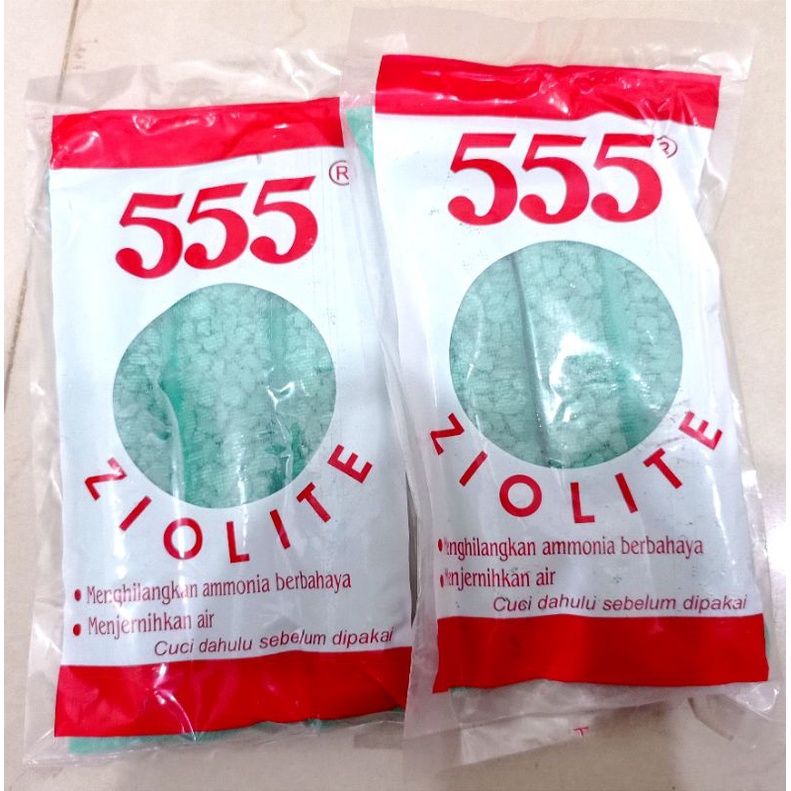 555®
ZIOLITE
• Menghilangkan ammonia berbahaya
• Menjernihkan air
Cuci dahulu sebelum dipakai
555®
ZIOLITE
• Menghilangkan ammonia berbahaya
• Menjernihkan air
Cuci dahulu sebelum dipakai